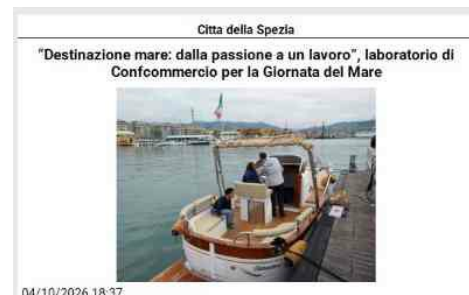 Citta della Spezia
"Destinazione mare: dalla passione a un lavoro", laboratorio di
Confcommercio per la Giornata del Mare
04/10/2026 18:37